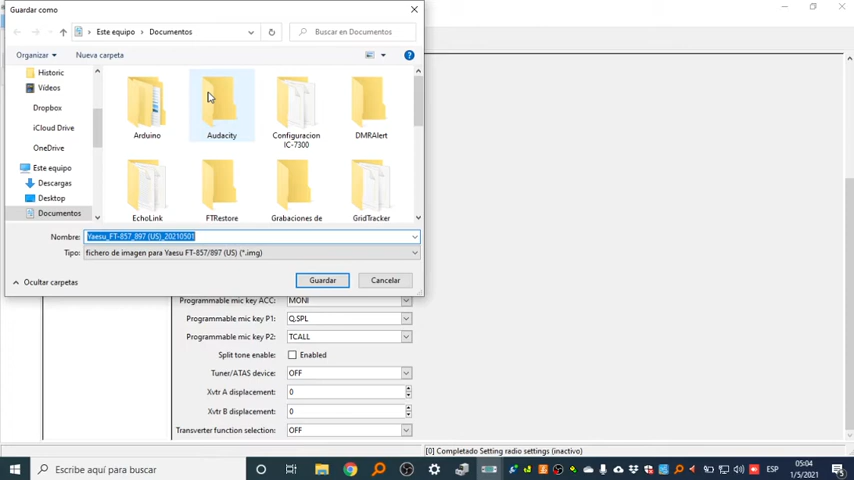 Guardar como
Este equipo > Documentos
Buscar en Documentos
Organizar
Nueva carpeta
Historic
Vídeos
Dropbox
iCloud Drive
OneDrive
Este equipo
Descargas
Desktop
Documentos
Arduino
Audacity
Configuracion
IC-7300
DMRAlert
EchoLink
FTRestore
Grabaciones de
GridTracker
Nombre: Yaesu_FT-857_897 (US)_20210501
Tipo: fichero de imagen para Yaesu FT-857/897 (US) (*.img)
Ocultar carpetas
Guardar
Cancelar
Programmable mic key ACC: MONI
Programmable mic key P1: Q.SPL
Programmable mic key P2: TCALL
Split tone enable: Enabled
Tuner/ATAS device: OFF
Xvtr A displacement: 0
Xvtr B displacement: 0
Transverter function selection: OFF
[0] Completado Setting radio settings (inactivo)
Escribe aquí para buscar
ESP
05:04
1/5/2021